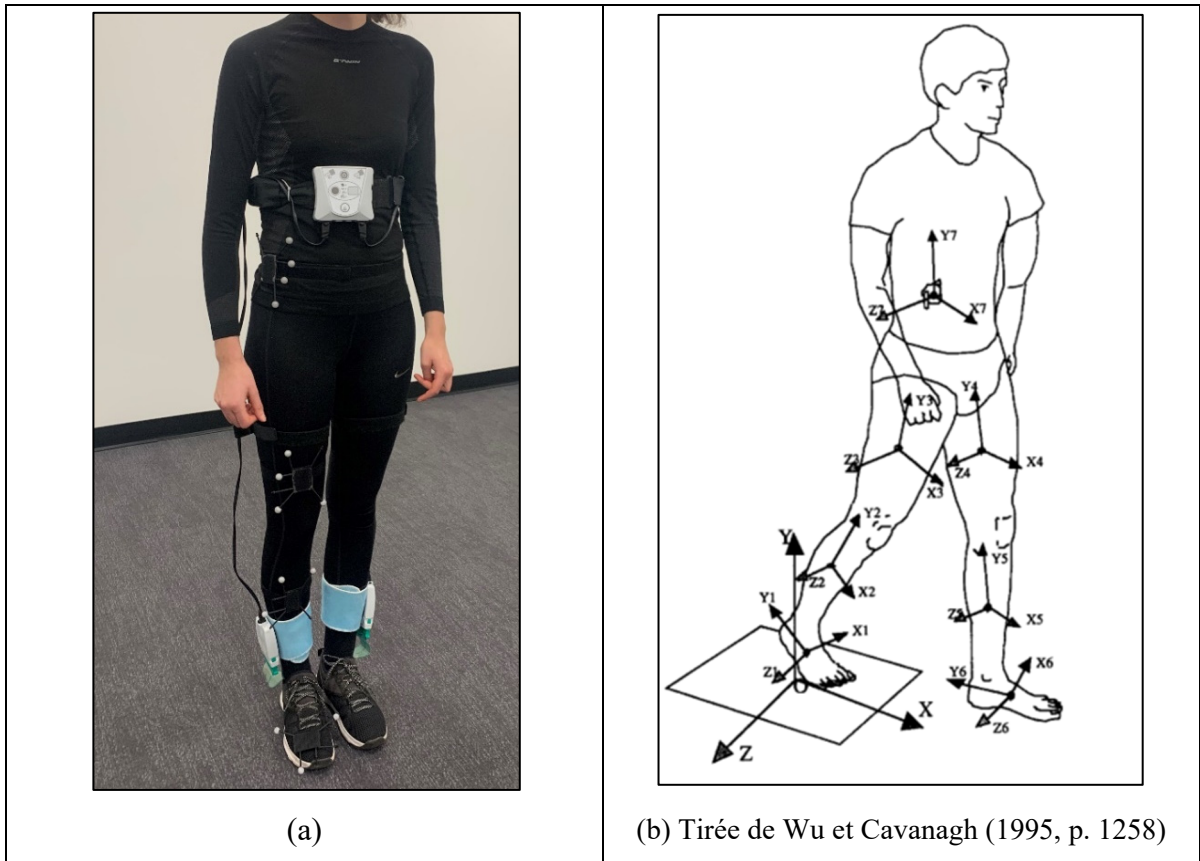 Y7
Z7
X7
Y3
Y4
Z3
X3
Z4
X4
Y2
Y
Z2
X2
Y5
Y1
X1
Z5
X5
Z1
O
X6
Y6
X
Z6
Z
(a)
(b) Tirée de Wu et Cavanagh (1995, p. 1258)